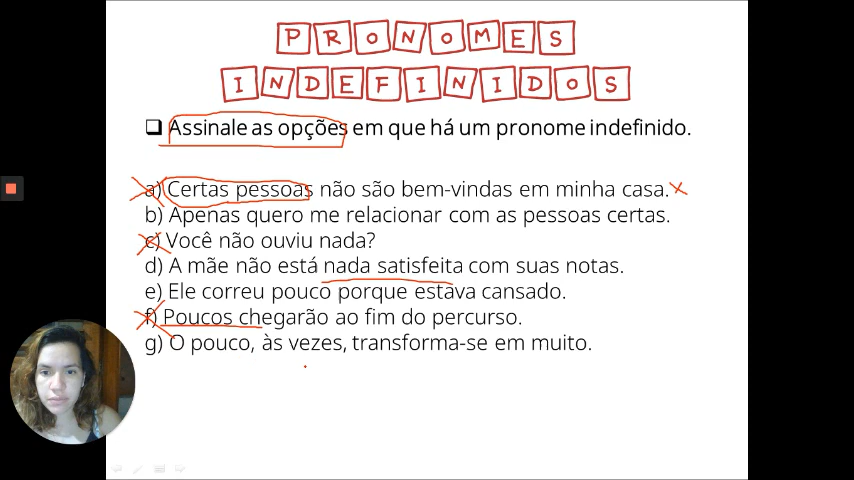 PRONOMES
INDEFINIDOS
Assinale as opções em que há um pronome indefinido.
a) Certas pessoas não são bem-vindas em minha casa.
b) Apenas quero me relacionar com as pessoas certas.
c) Você não ouviu nada?
d) A mãe não está nada satisfeita com suas notas.
e) Ele correu pouco porque estava cansado.
f) Poucos chegarão ao fim do percurso.
g) O pouco, às vezes, transforma-se em muito.